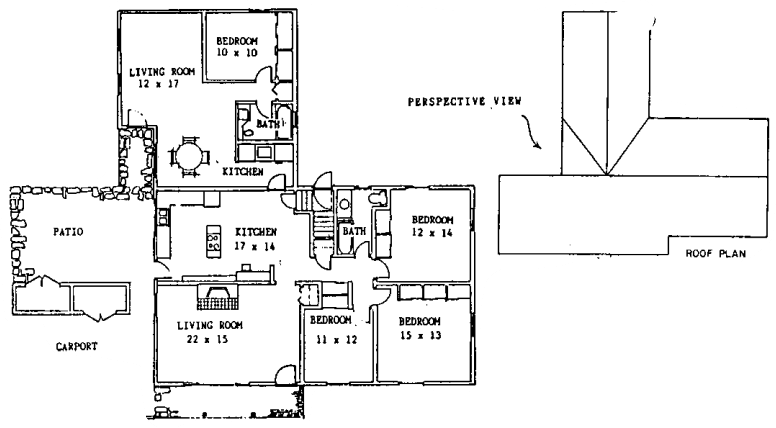 BEDROOM
10 x 10
LIVING ROOM
12 x 17
BATH
KITCHEN
PERSPECTIVE VIEW
ROOF PLAN
PATIO
KITCHEN
17 x 14
BATH
BEDROOM
12 x 14
LIVING ROOM
22 x 15
BEDROOM
11 x 12
BEDROOM
15 x 13
CARPORT